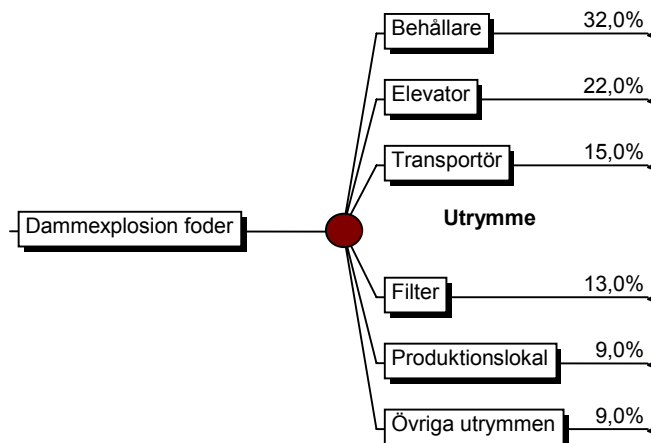 Behållare 32,0%
Elevator 22,0%
Transportör 15,0%
Utrymme
Dammexplosion foder
Filter 13,0%
Produktionslokal 9,0%
Övriga utrymmen 9,0%